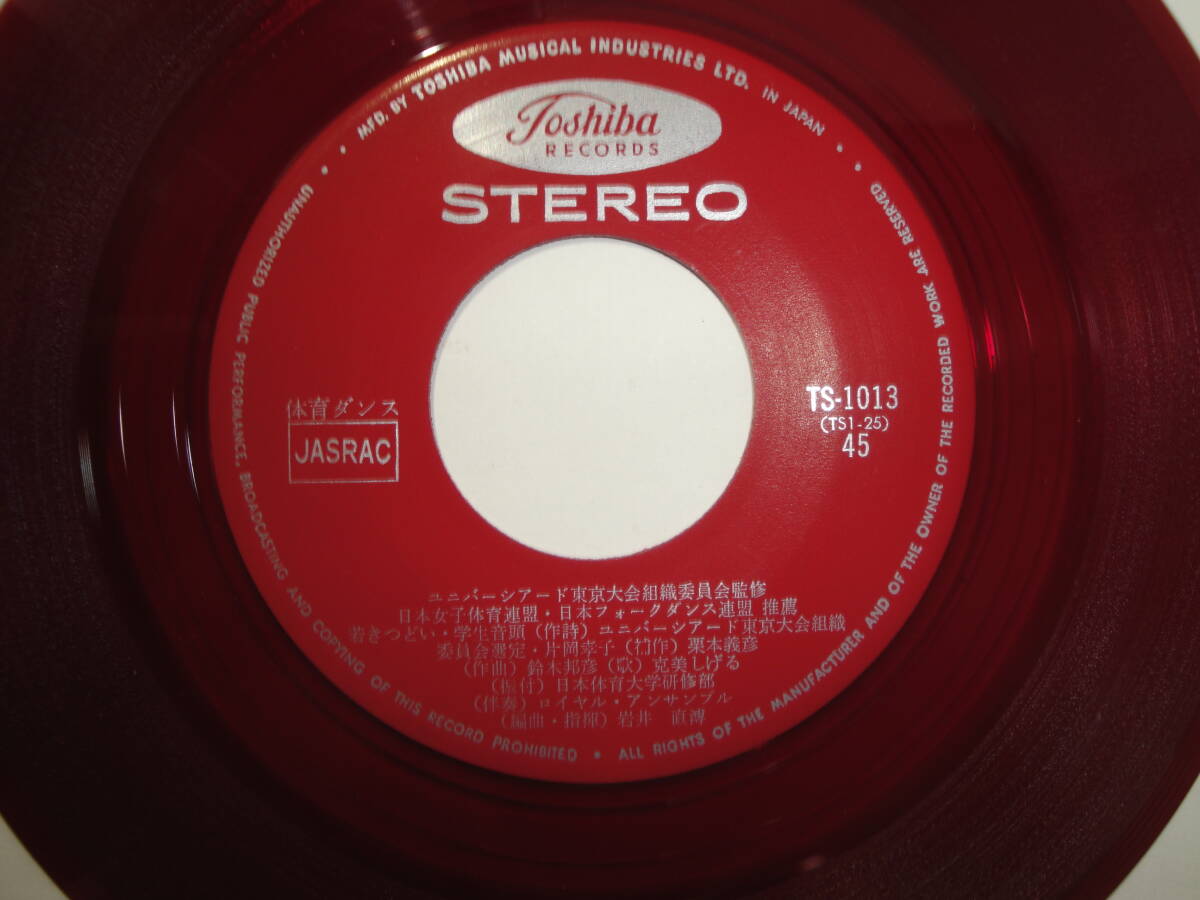 MFD. BY TOSHIBA MUSICAL INDUSTRIES LTD. IN JAPAN
Toshiba
RECORDS
STEREO
体育ダンス
JASRAC
TS-1013
(TS1-25)
45
ユニバーシアード東京大会組織委員会監修
日本女子体育連盟・日本フォークダンス連盟 推薦
若きつどい・学生音頭(作詩)ユニバーシアード東京大会組織
委員会選定・片岡幸子(補作)栗本義彦
(作曲)鈴木邦彦(歌)克美しげる
(振付)日本体育大学研修部
(伴奏)ロイヤル・アンサンブル
(編曲・指揮)岩井 直溥
UNAUTHORIZED PUBLIC PERFORMANCE, BROADCASTING AND COPYING OF THIS RECORD PROHIBITED • ALL RIGHTS OF THE MANUFACTURER AND OF THE OWNER OF THE RECORDED WORK ARE RESERVED